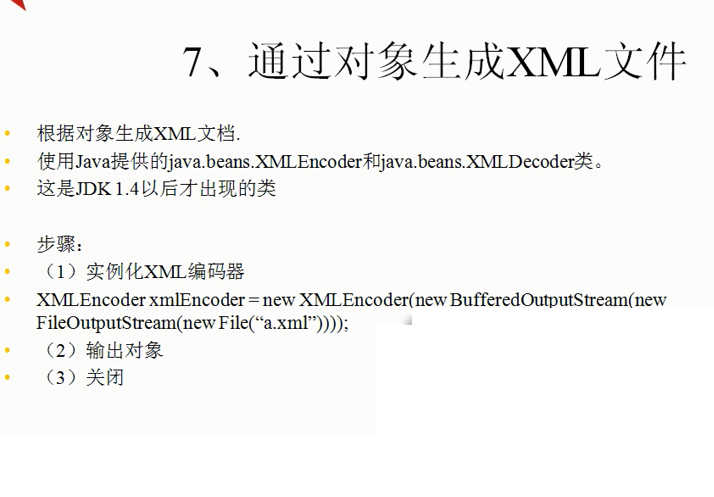 7、通过对象生成XML文件
根据对象生成XML文档.
使用Java提供的java.beans.XMLEncoder和java.beans.XMLDecoder类。
这是JDK 1.4以后才出现的类
步骤：
（1）实例化XML编码器
XMLEncoder xmlEncoder = new XMLEncoder(new BufferedOutputStream(new
FileOutputStream(new File(“a.xml”))));
（2）输出对象
（3）关闭